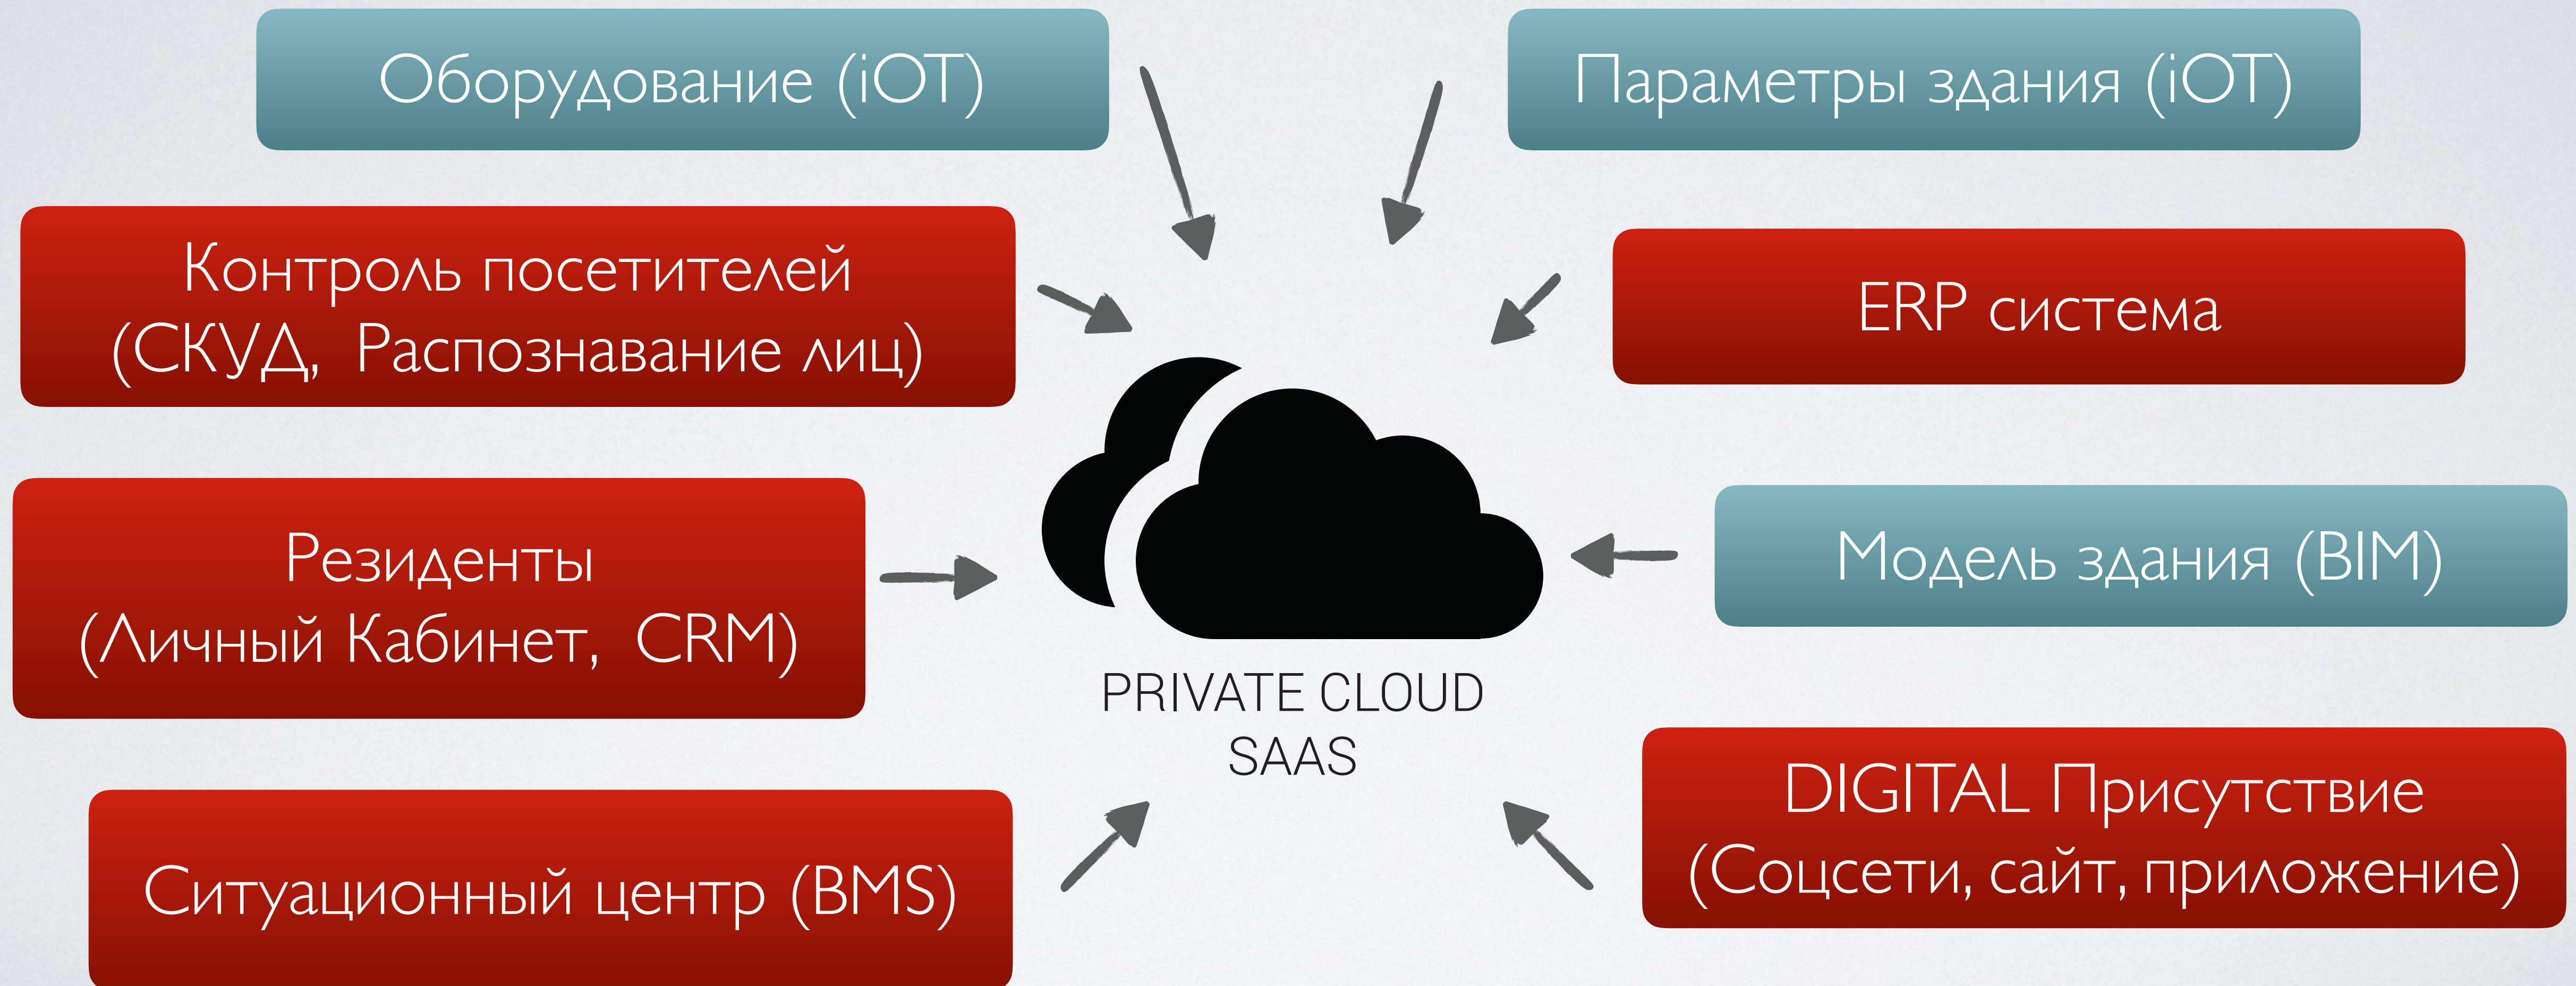 Оборудование (iOT)
Параметры здания (iOT)
Контроль посетителей
(СКУД, Распознавание лиц)
ERP система
Резиденты
(Личный Кабинет, CRM)
Модель здания (BIM)
PRIVATE CLOUD
SAAS
Ситуационный центр (BMS)
DIGITAL Присутствие
(Соцсети, сайт, приложение)